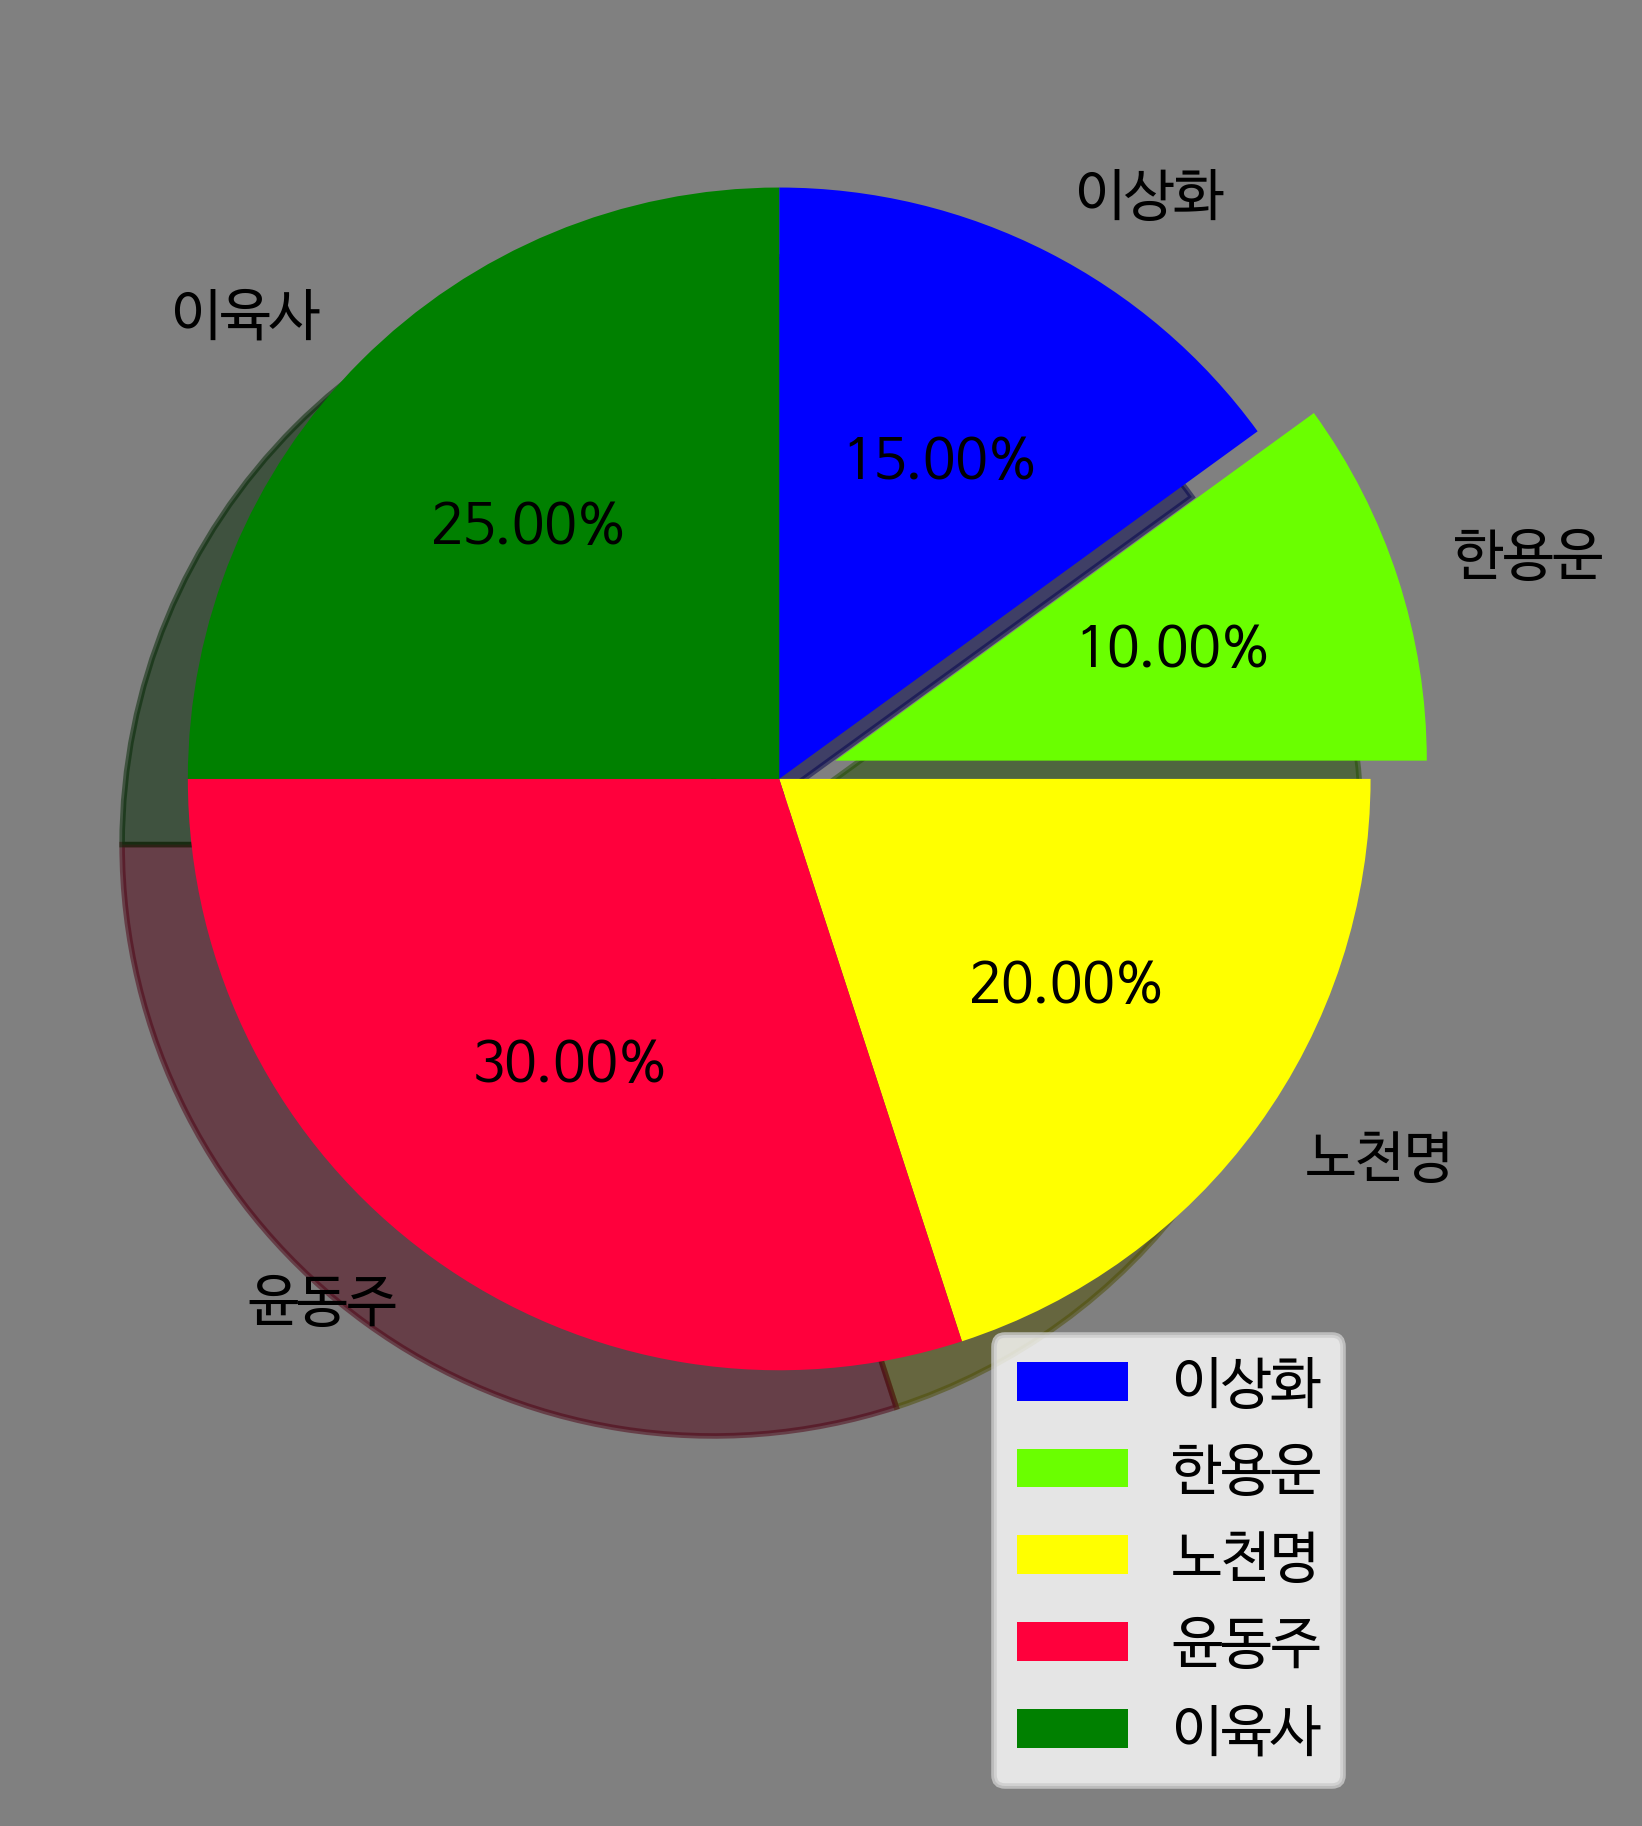 이상화
이육사
15.00%
25.00%
한용운
10.00%
20.00%
30.00%
노천명
윤동주
이상화
한용운
노천명
윤동주
이육사